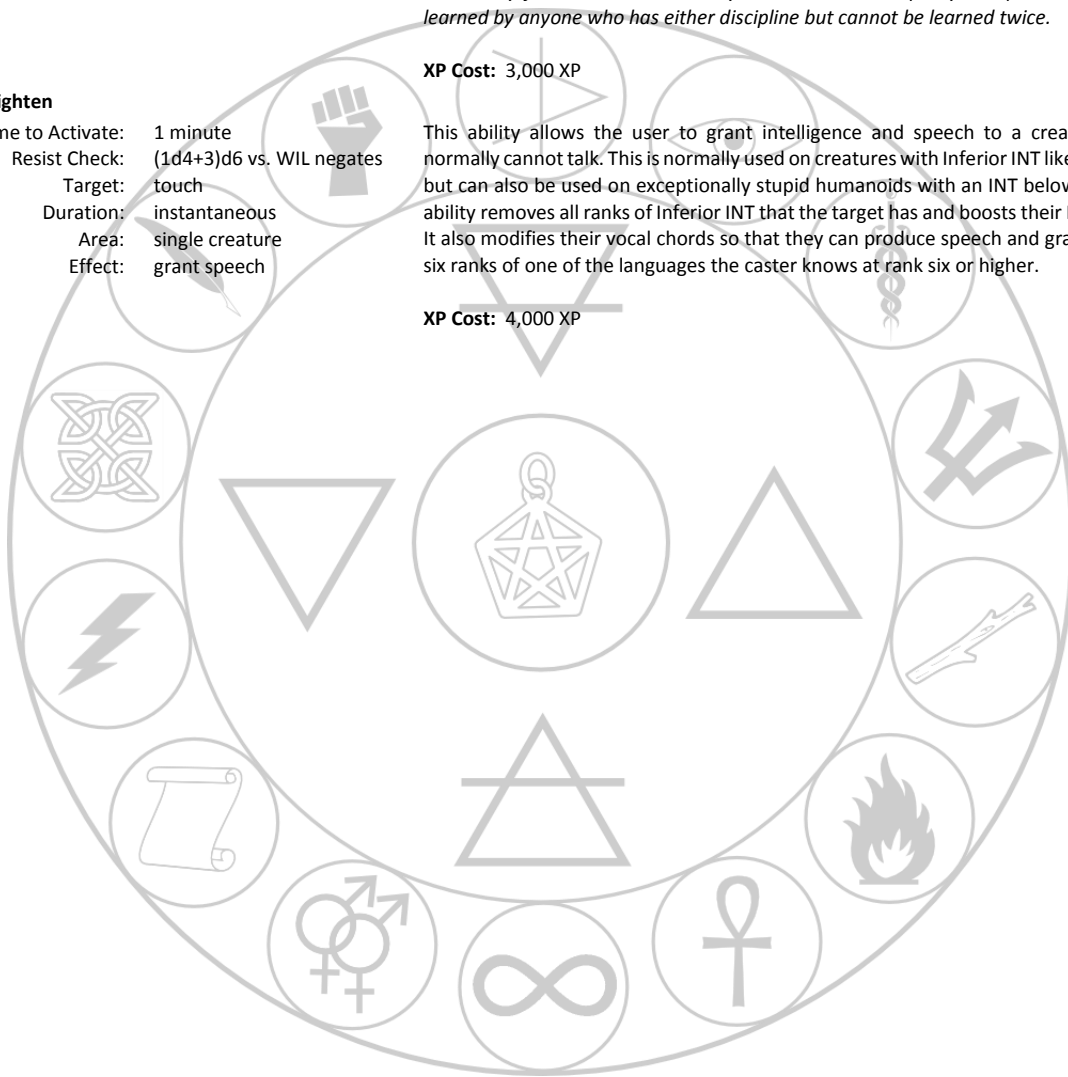 learned by anyone who has either discipline but cannot be learned twice.
XP Cost: 3,000 XP
ighten
me to Activate: 1 minute
Resist Check: (1d4+3)d6 vs. WIL negates
Target: touch
Duration: instantaneous
Area: single creature
Effect: grant speech
This ability allows the user to grant intelligence and speech to a crea
normally cannot talk. This is normally used on creatures with Inferior INT like
but can also be used on exceptionally stupid humanoids with an INT below
ability removes all ranks of Inferior INT that the target has and boosts their
It also modifies their vocal chords so that they can produce speech and gra
six ranks of one of the languages the caster knows at rank six or higher.
XP Cost: 4,000 XP